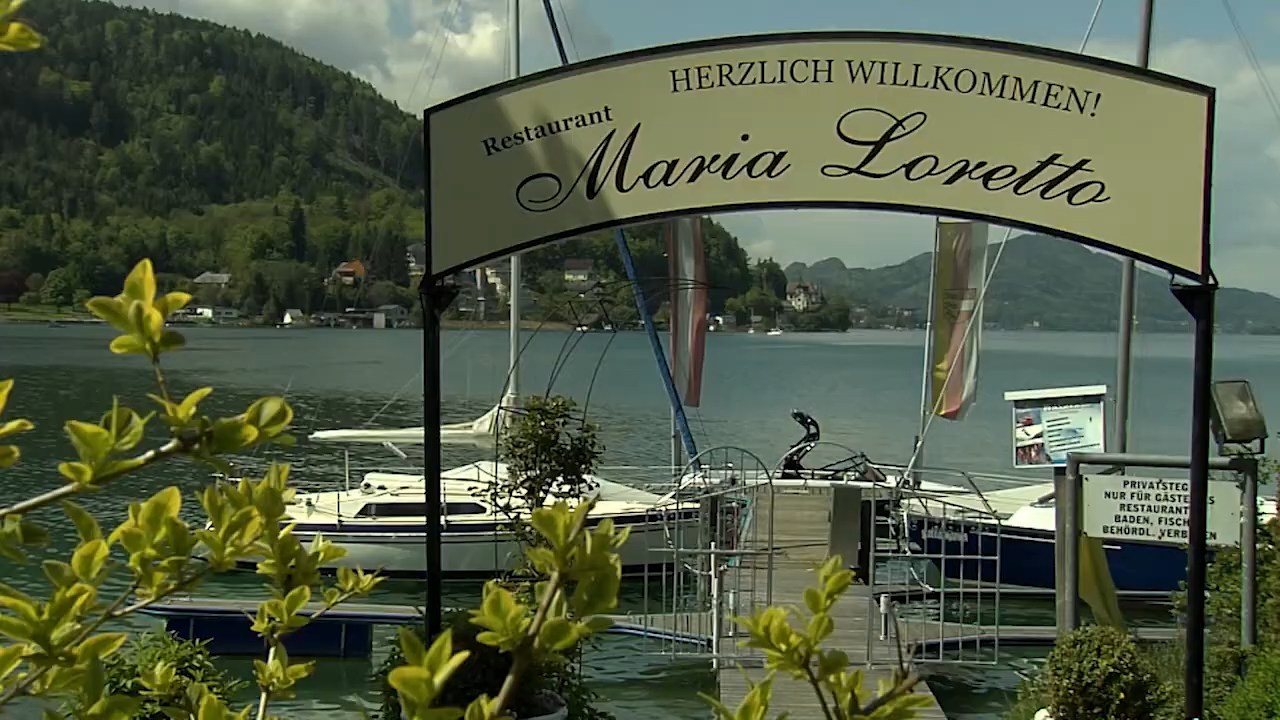 HERZLICH WILLKOMMEN!
Restaurant
Maria Loretto
PRIVATSTEG
NUR FÜR GÄSTE
RESTAURANT
BADEN, FISCH
BEHÖRDL. VERB